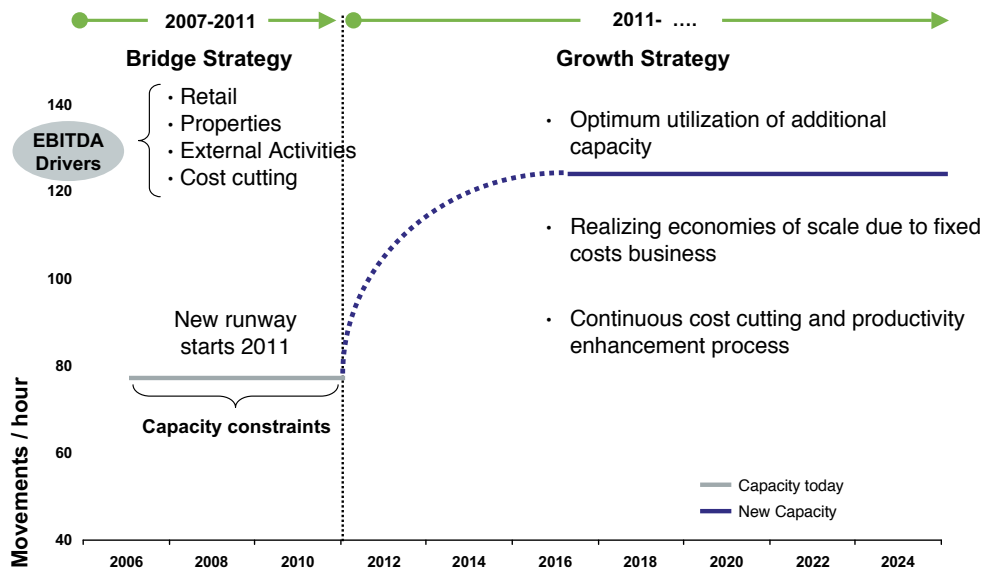 2007-2011
2011- ....
Bridge Strategy
Growth Strategy
EBITDA
Drivers
· Retail
· Properties
· External Activities
· Cost cutting
· Optimum utilization of additional
capacity
· Realizing economies of scale due to fixed
costs business
· Continuous cost cutting and productivity
enhancement process
New runway
starts 2011
Capacity constraints
Movements / hour
140
120
100
80
60
40
Capacity today
New Capacity
2006 2008 2010 2012 2014 2016 2018 2020 2022 2024